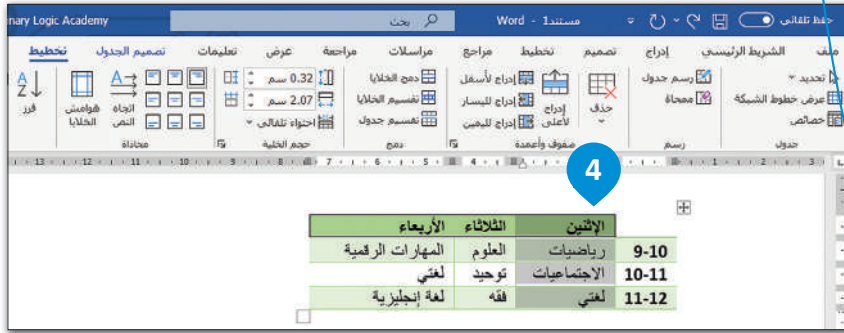 حفظ تلقائي مستند1 - Word بحث inary Logic Academy
ملف الشريط الرئيسي إدراج تصميم تخطيط مراجع مراسلات مراجعة عرض تعليمات تصميم الجدول تخطيط
تحديد
عرض خطوط الشبكة
خصائص
جدول
رسم جدول
ممحاة
رسم
حذف
إدراج لأعلى
إدراج لأسفل
إدراج لليسار
إدراج لليمين
صفوف وأعمدة
دمج الخلايا
تقسيم الخلايا
تقسيم جدول
دمج
0.32 سم
2.07 سم
احتواء تلقائي
حجم الخلية
اتجاه النص
هوامش الخلايا
محاذاة
فرز
4
الإثنين الثلاثاء الأربعاء
9-10 رياضيات العلوم المهارات الرقمية
10-11 الاجتماعيات توحيد لغتي
11-12 لغتي فقه لغة إنجليزية